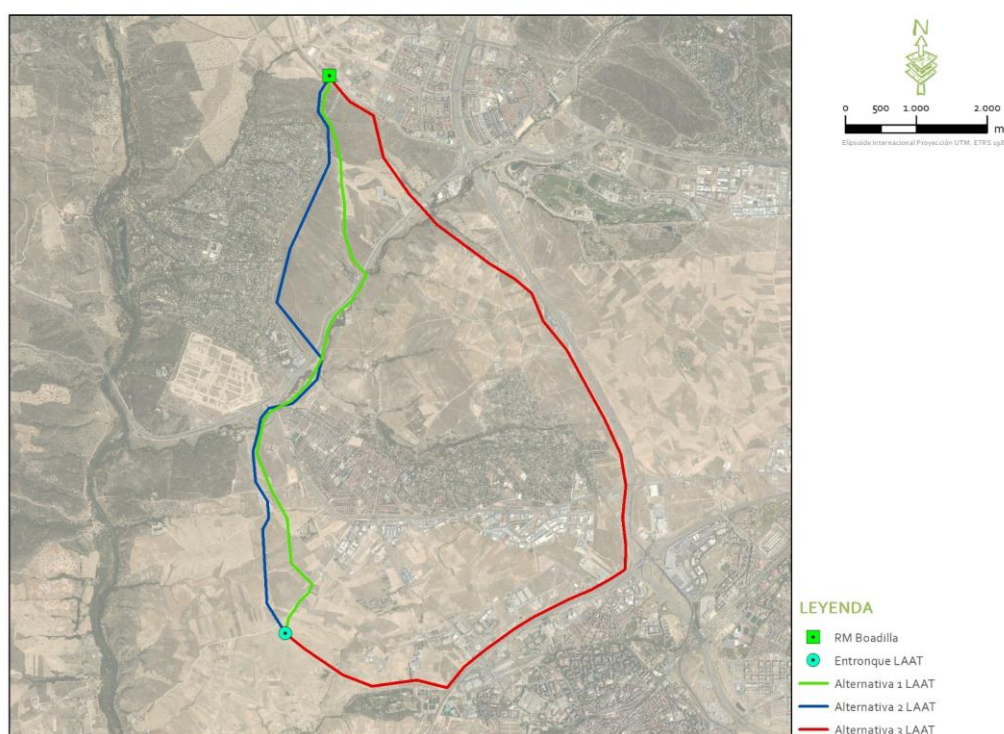 N
0 500 1.000 2.000
m
Elipsoide Internacional Proyección UTM. ETRS 198
LEYENDA
RM Boadilla
Entronque LAAT
Alternativa 1 LAAT
Alternativa 2 LAAT
Alternativa 3 LAAT